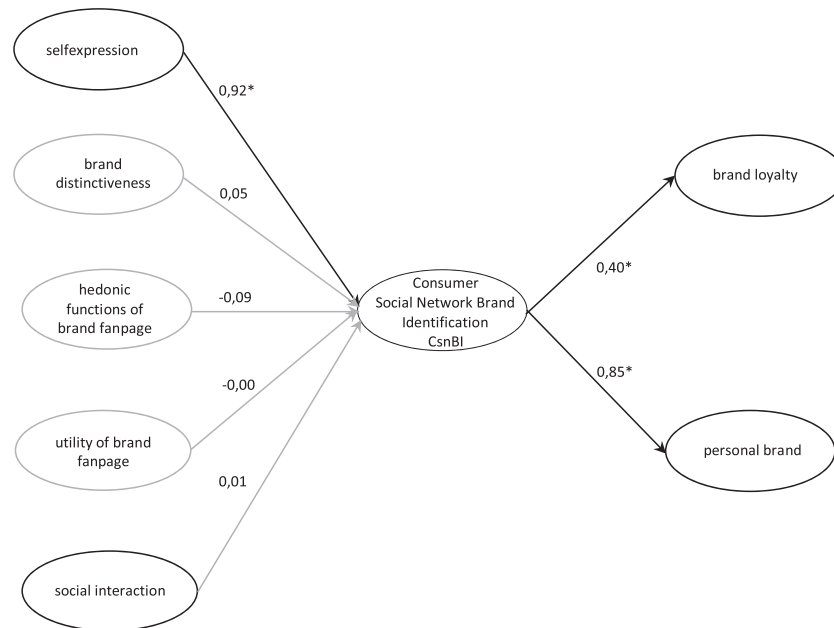 selfexpression
0,92*
brand
distinctiveness
0,05
brand loyalty
hedonic
functions of
brand fanpage
-0,09
Consumer
Social Network Brand
Identification
CsnBI
0,40*
-0,00
0,85*
utility of brand
fanpage
personal brand
0,01
social interaction